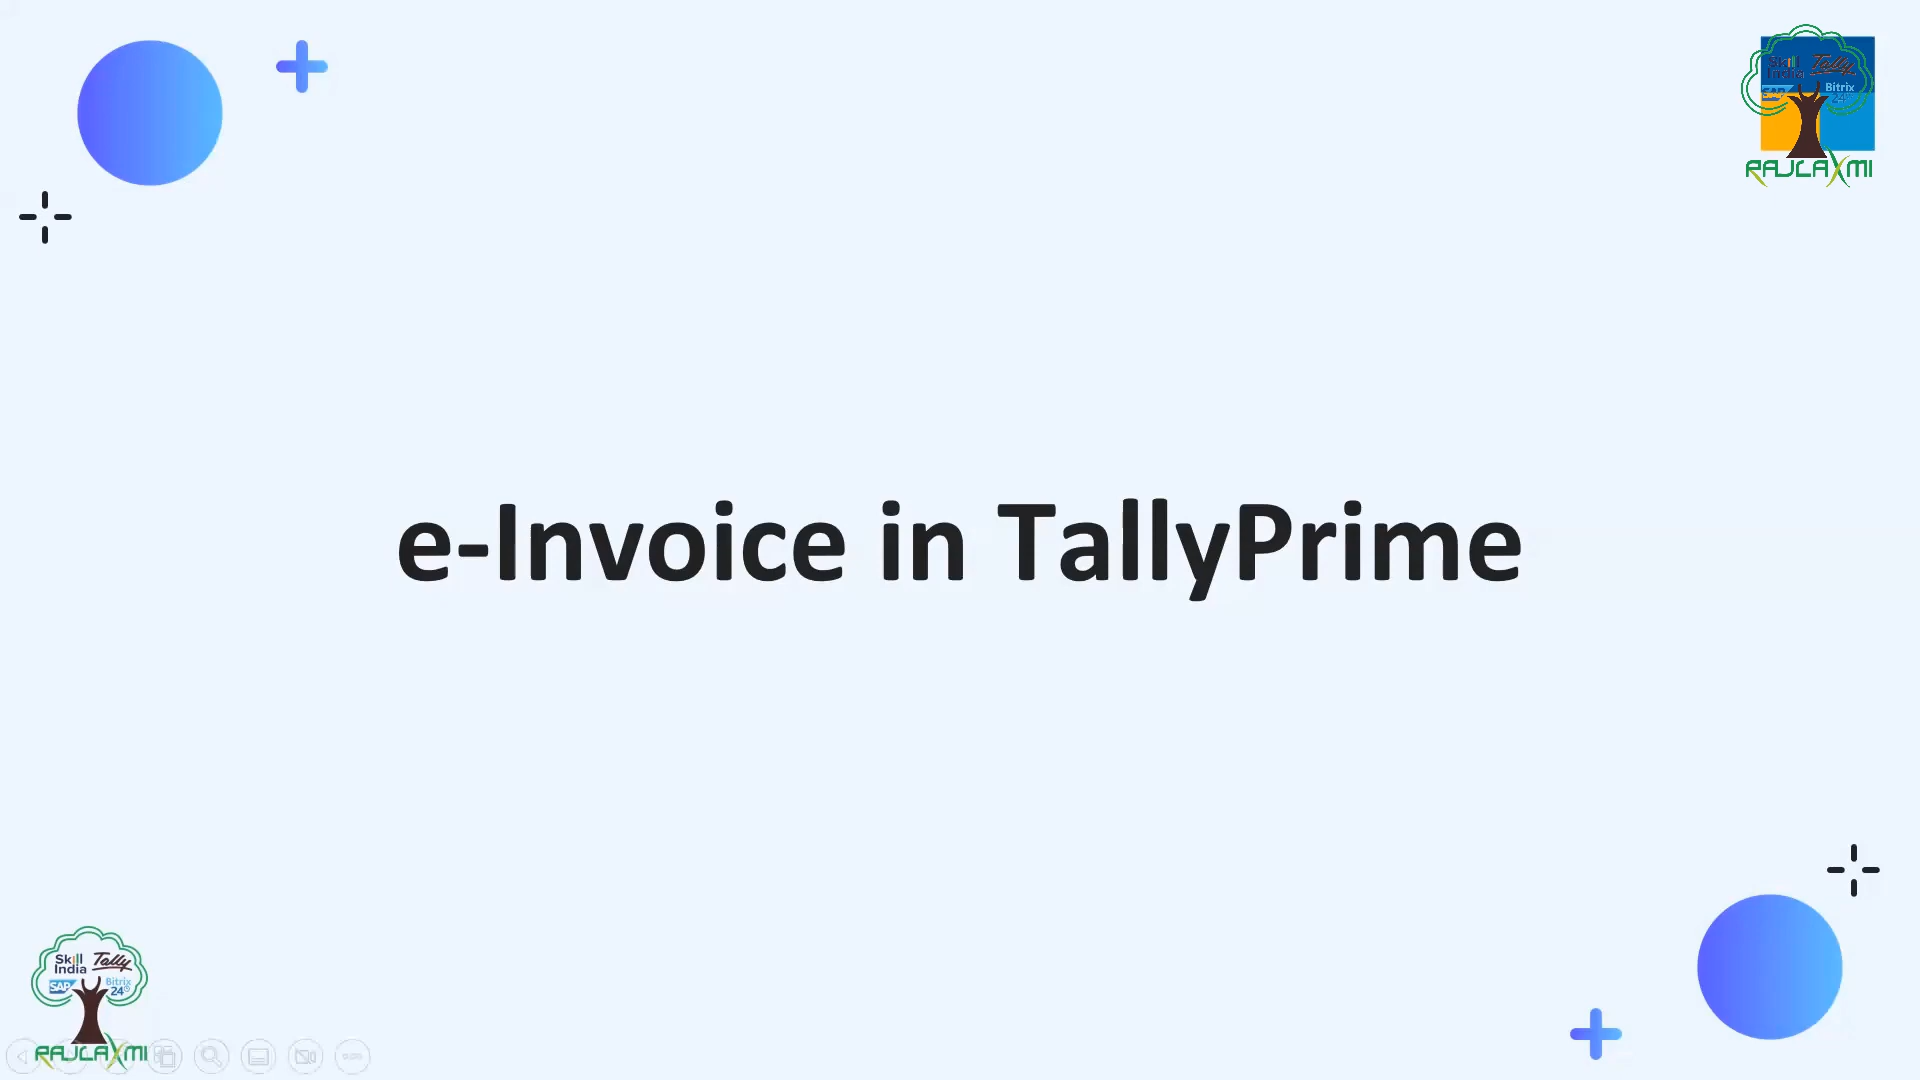 Skill Tally
India
SAP Bitrix
24
RAJLAXMI
e-Invoice in TallyPrime
Skill Tally
India
SAP Bitrix
24
RAJLAXMI